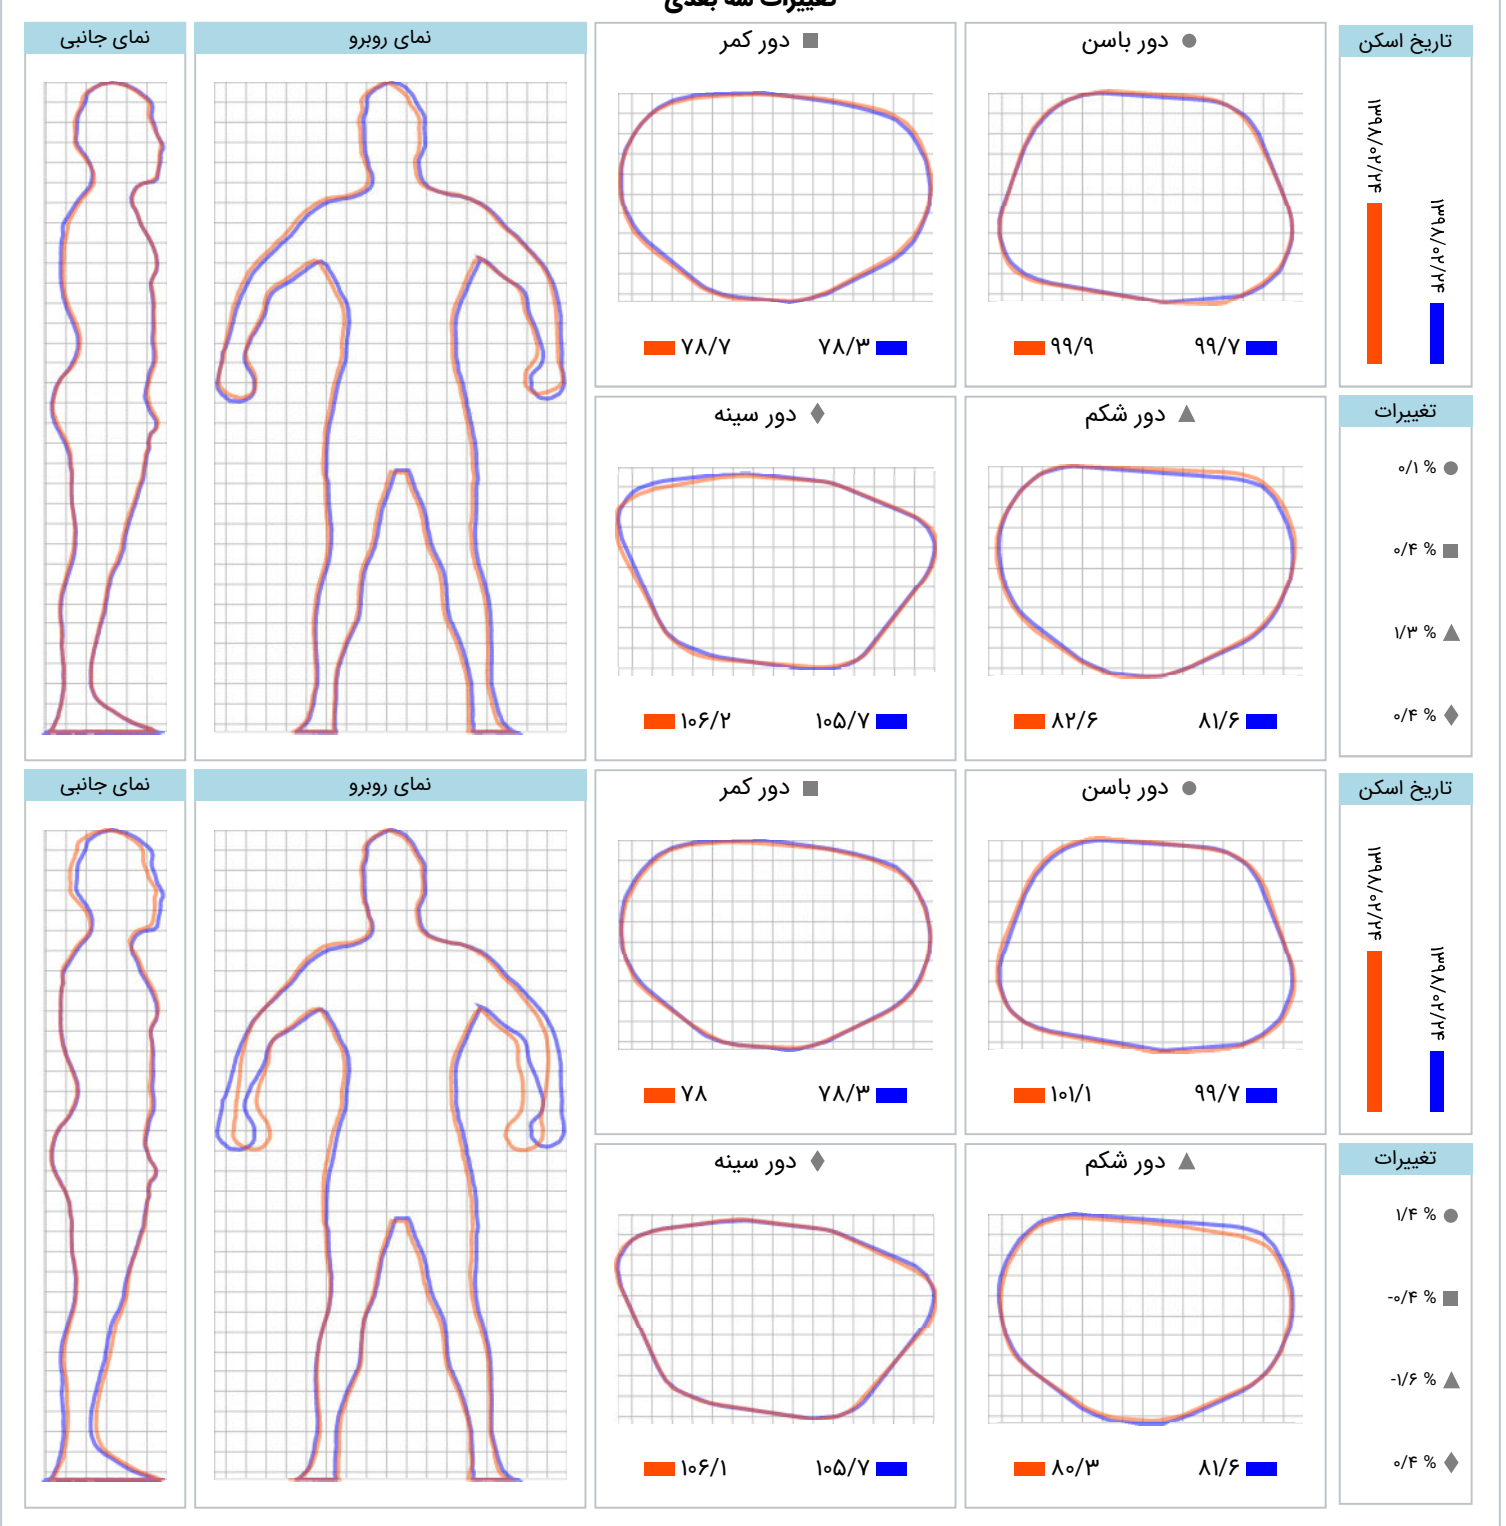 تغییرات سه بعدی
تاریخ اسکن
۱۳۹۸/۰۲/۲۴
۱۳۹۸/۰۲/۲۴
دور باسن
۹۹/۷
۹۹/۹
دور کمر
۷۸/۳
۷۸/۷
نمای روبرو
نمای جانبی
تغییرات
۰/۱ %
۰/۴ %
۱/۳ %
۰/۴ %
دور شکم
۸۱/۶
۸۲/۶
دور سینه
۱۰۵/۷
۱۰۶/۲
تاریخ اسکن
۱۳۹۸/۰۲/۲۴
۱۳۹۸/۰۲/۲۴
دور باسن
۹۹/۷
۱۰۱/۱
دور کمر
۷۸/۳
۷۸
نمای روبرو
نمای جانبی
تغییرات
۱/۴ %
-۰/۴ %
-۱/۶ %
۰/۴ %
دور شکم
۸۱/۶
۸۰/۳
دور سینه
۱۰۵/۷
۱۰۶/۱